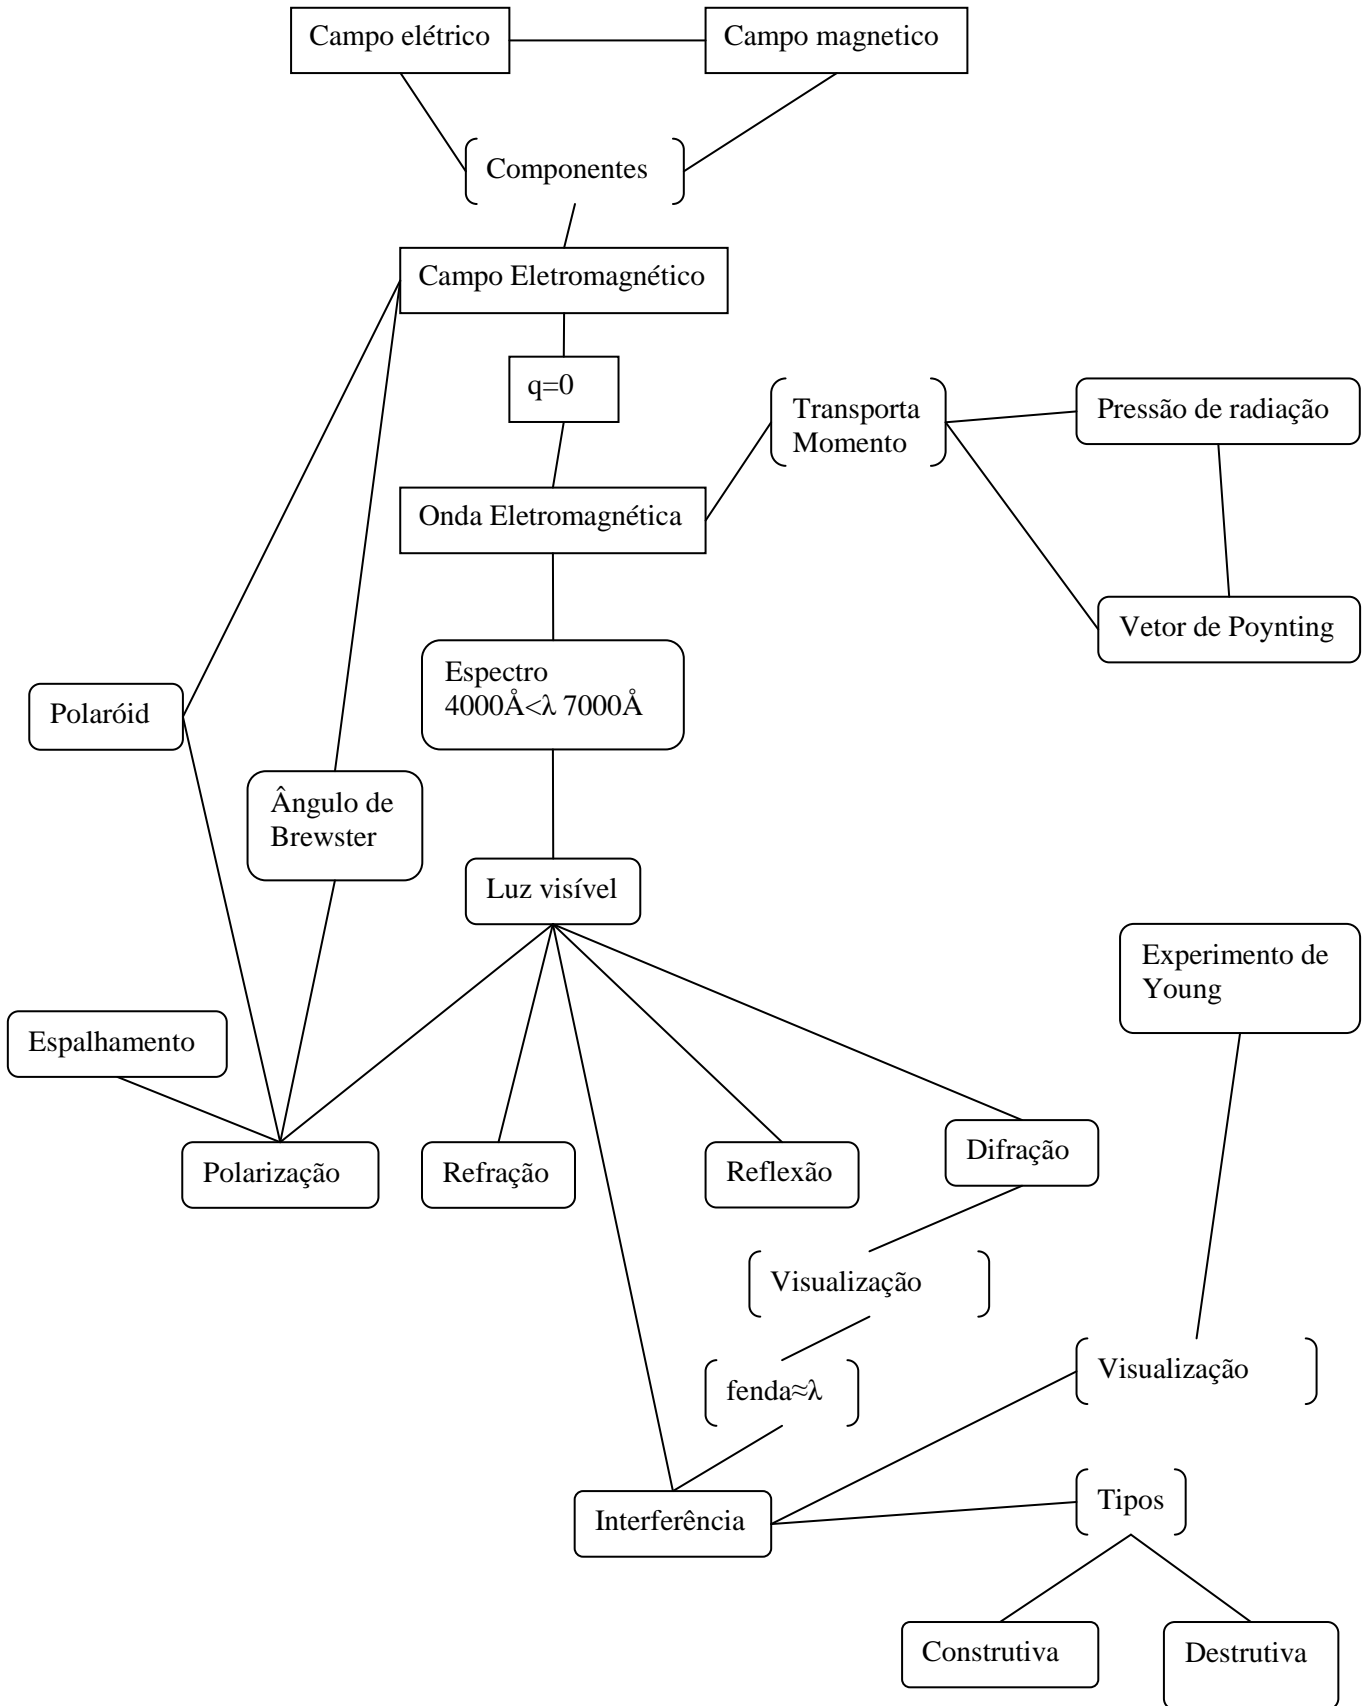 Campo elétrico
Campo magnetico
Componentes
Campo Eletromagnético
q=0
Transporta
Momento
Pressão de radiação
Onda Eletromagnética
Vetor de Poynting
Espectro
4000Å<λ 7000Å
Polaróid
Ângulo de
Brewster
Luz visível
Experimento de
Young
Espalhamento
Polarização
Refração
Reflexão
Difração
Visualização
fenda≈λ
Visualização
Interferência
Tipos
Construtiva
Destrutiva